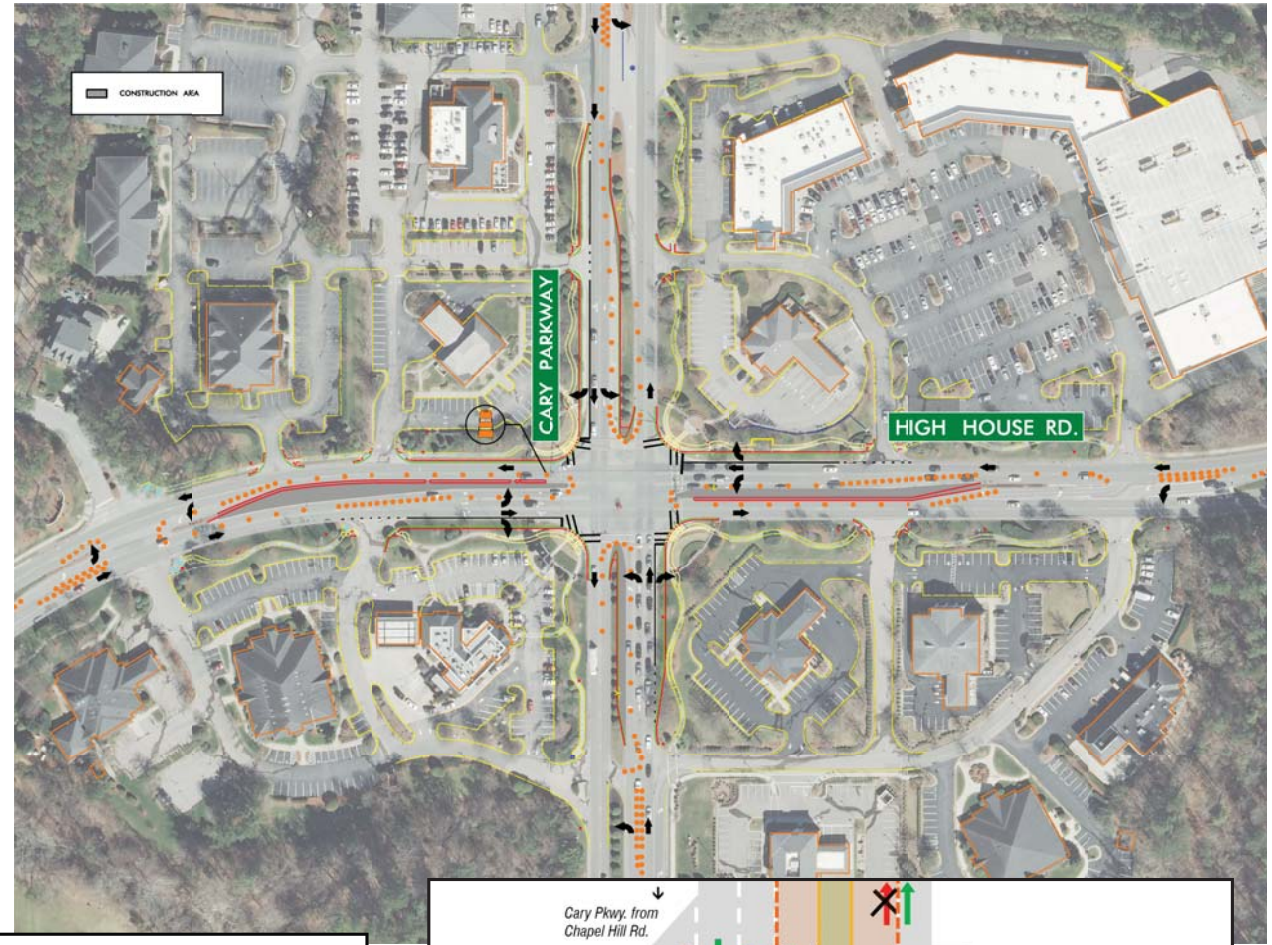 CONSTRUCTION AREA
CARY PARKWAY
HIGH HOUSE RD.
Cary Pkwy. from
Chapel Hill Rd.